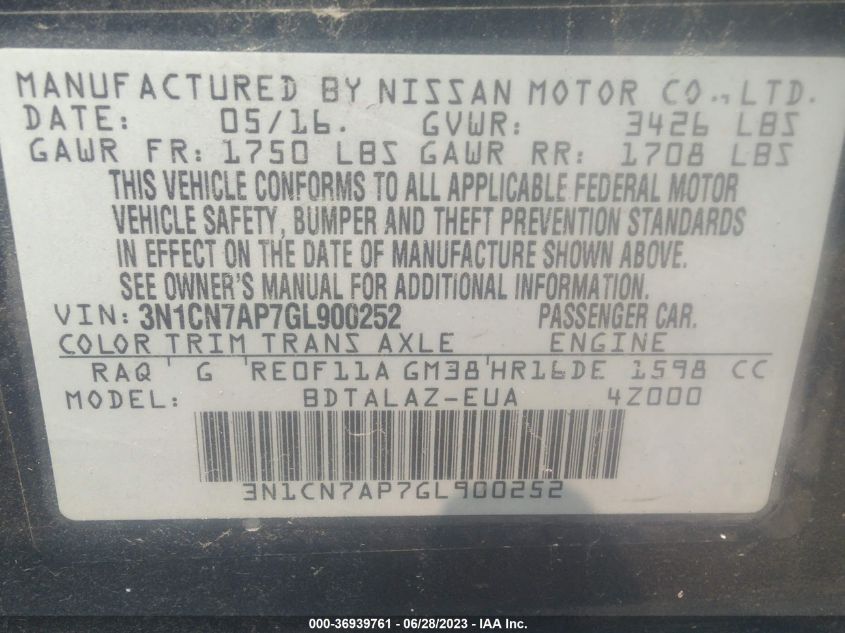 MANUFACTURED BY NISSAN MOTOR CO., LTD.
DATE: 05/16. GVWR: 3426 LBS
GAWR FR: 1750 LBS GAWR RR: 1708 LBS
THIS VEHICLE CONFORMS TO ALL APPLICABLE FEDERAL MOTOR
VEHICLE SAFETY, BUMPER AND THEFT PREVENTION STANDARDS
IN EFFECT ON THE DATE OF MANUFACTURE SHOWN ABOVE.
SEE OWNER'S MANUAL FOR ADDITIONAL INFORMATION.
VIN: 3N1CN7AP7GL900252 PASSENGER CAR.
COLOR TRIM TRANS AXLE ENGINE
RAQ ' G ' RE0F11A GM38 ' HR16DE 1598 CC
MODEL: BDTALAZ-EUA 4Z000
3N1CN7AP7GL900252
000-36939761 / 06/28/2023 - IAA Inc.